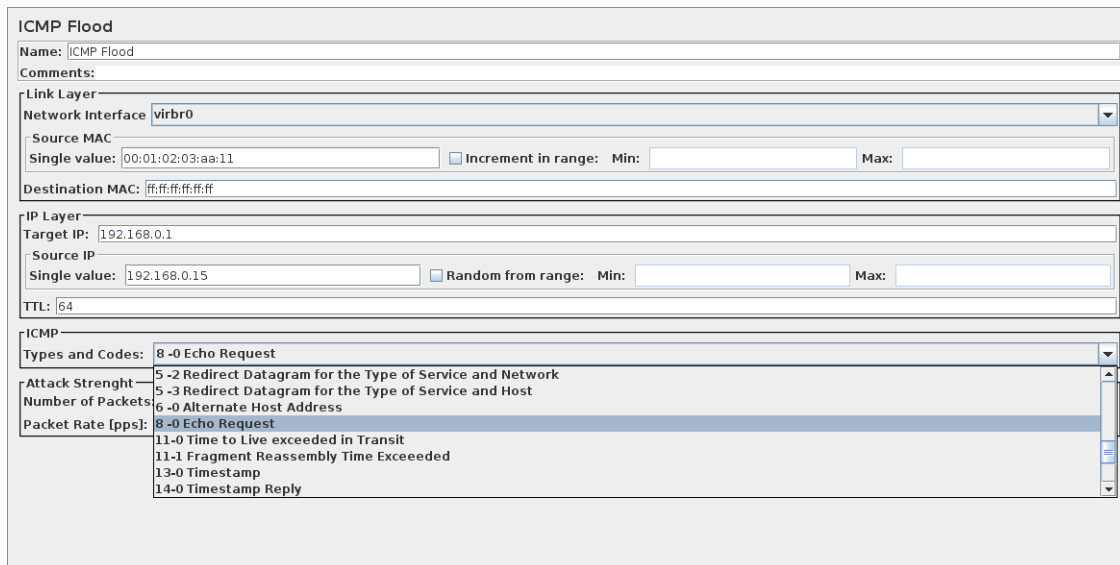 ICMP Flood
Name: ICMP Flood
Comments:
Link Layer
Network Interface virbr0
Source MAC
Single value: 00:01:02:03:aa:11 Increment in range: Min: Max:
Destination MAC: ff:ff:ff:ff:ff:ff
IP Layer
Target IP: 192.168.0.1
Source IP
Single value: 192.168.0.15 Random from range: Min: Max:
TTL: 64
ICMP
Types and Codes: 8 -0 Echo Request
5 -2 Redirect Datagram for the Type of Service and Network
Attack Strenght
5 -3 Redirect Datagram for the Type of Service and Host
Number of Packets:
6 -0 Alternate Host Address
Packet Rate [pps]: 8 -0 Echo Request
11-0 Time to Live exceeded in Transit
11-1 Fragment Reassembly Time Exceeeded
13-0 Timestamp
14-0 Timestamp Reply